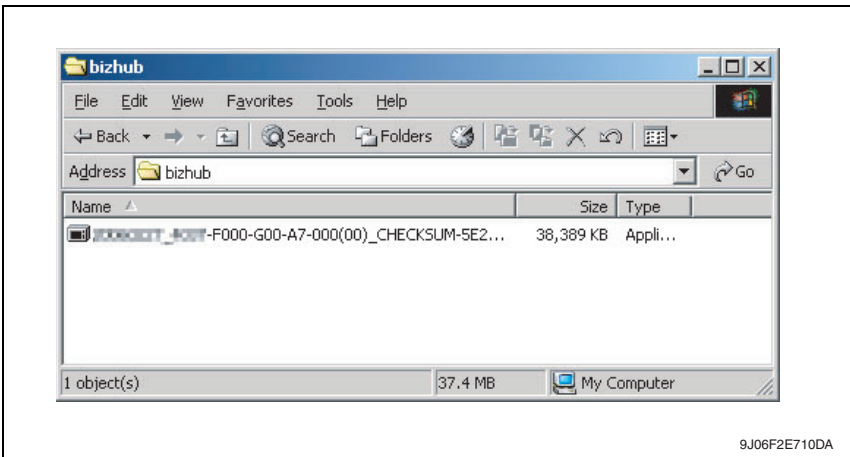 bizhub
File Edit View Favorites Tools Help
Back Search Folders
Address bizhub Go
Name Size Type
-F000-G00-A7-000(00)_CHECKSUM-5E2... 38,389 KB Appli...
1 object(s) 37.4 MB My Computer
9J06F2E710DA